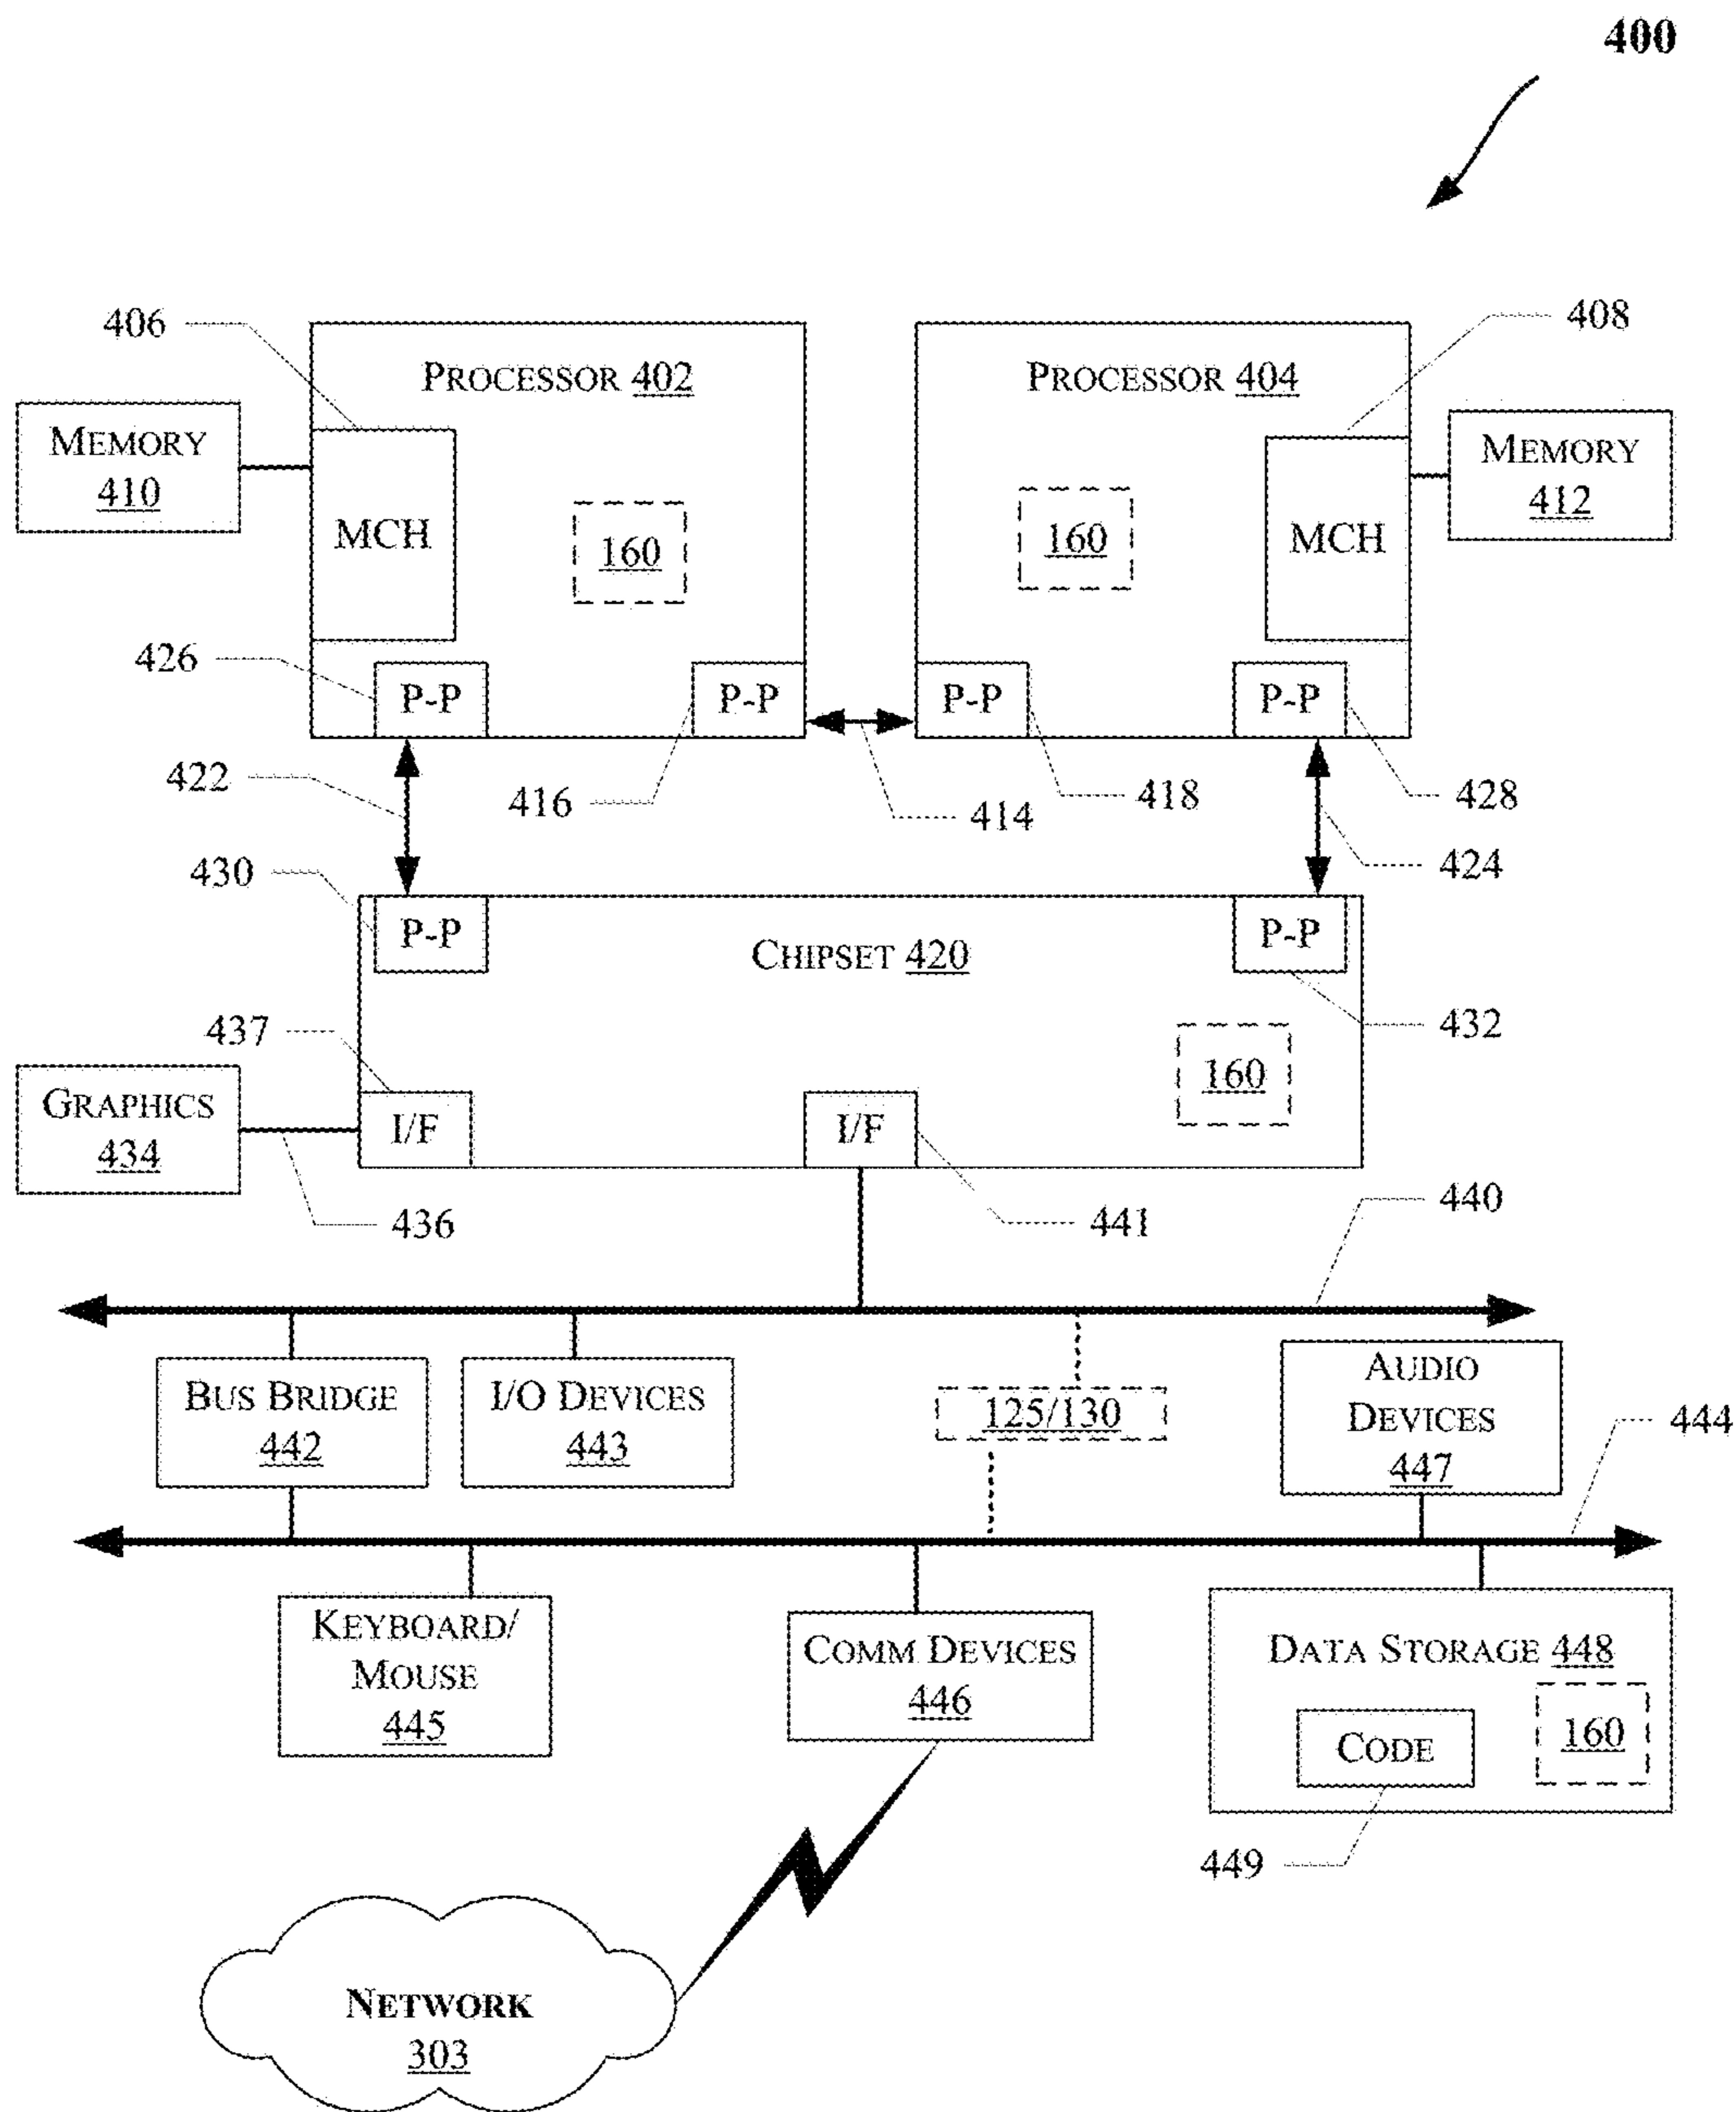 400
406
408
PROCESSOR 402
PROCESSOR 404
MEMORY
410
MEMORY
412
MCH
160
160
MCH
426
P-P
P-P
P-P
P-P
422
416
414
418
428
430
424
P-P
P-P
CHIPSET 420
437
432
160
GRAPHICS
434
I/F
I/F
436
441
440
BUS BRIDGE
442
I/O DEVICES
443
125/130
AUDIO
DEVICES
447
444
KEYBOARD/
MOUSE
445
COMM DEVICES
446
DATA STORAGE 448
CODE
160
449
NETWORK
303